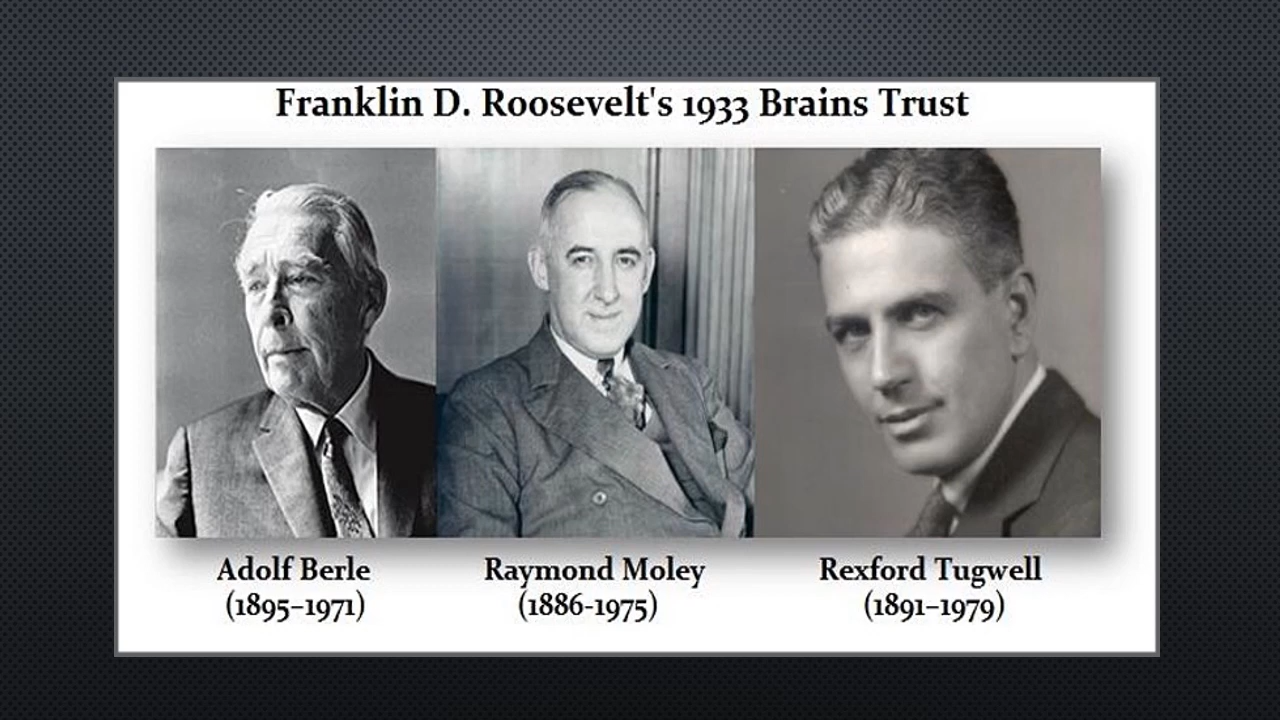 Franklin D. Roosevelt's 1933 Brains Trust
Adolf Berle
(1895–1971)
Raymond Moley
(1886-1975)
Rexford Tugwell
(1891–1979)